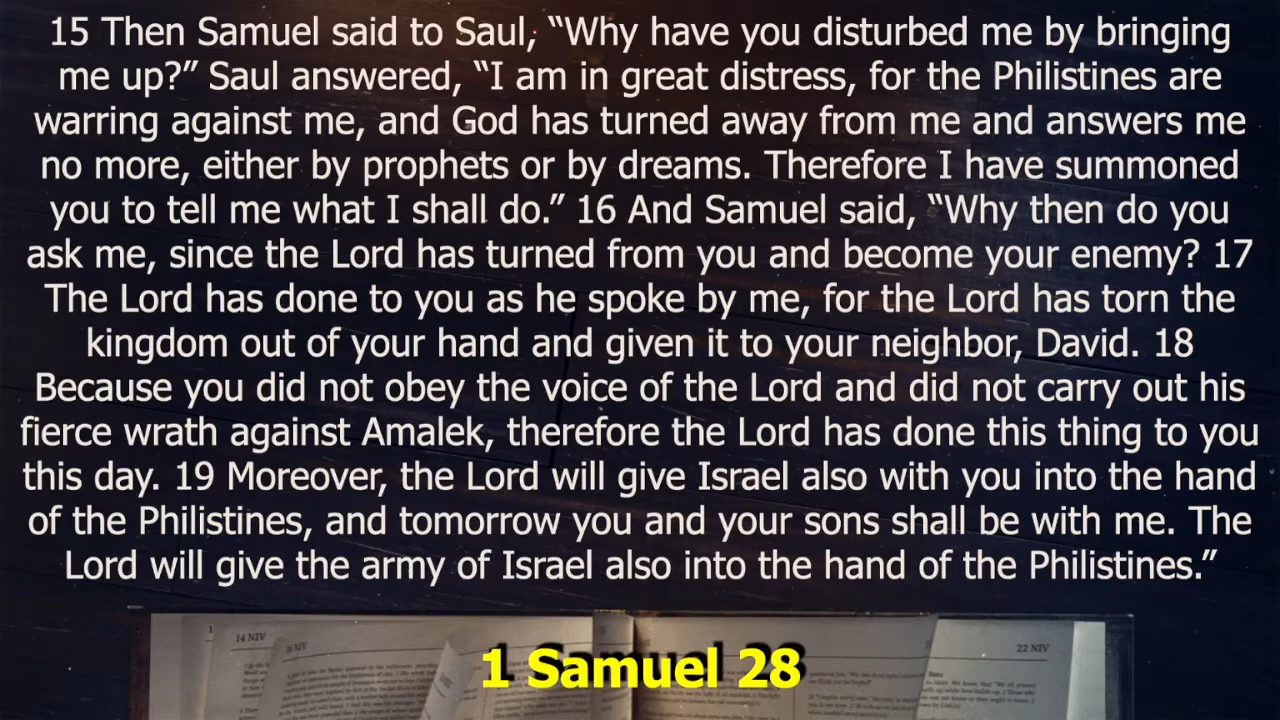 15 Then Samuel said to Saul, “Why have you disturbed me by bringing
me up?” Saul answered, “I am in great distress, for the Philistines are
warring against me, and God has turned away from me and answers me
no more, either by prophets or by dreams. Therefore I have summoned
you to tell me what I shall do.” 16 And Samuel said, “Why then do you
ask me, since the Lord has turned from you and become your enemy? 17
The Lord has done to you as he spoke by me, for the Lord has torn the
kingdom out of your hand and given it to your neighbor, David. 18
Because you did not obey the voice of the Lord and did not carry out his
fierce wrath against Amalek, therefore the Lord has done this thing to you
this day. 19 Moreover, the Lord will give Israel also with you into the hand
of the Philistines, and tomorrow you and your sons shall be with me. The
Lord will give the army of Israel also into the hand of the Philistines.”
14 NIV
22 NIV
1 Samuel 28